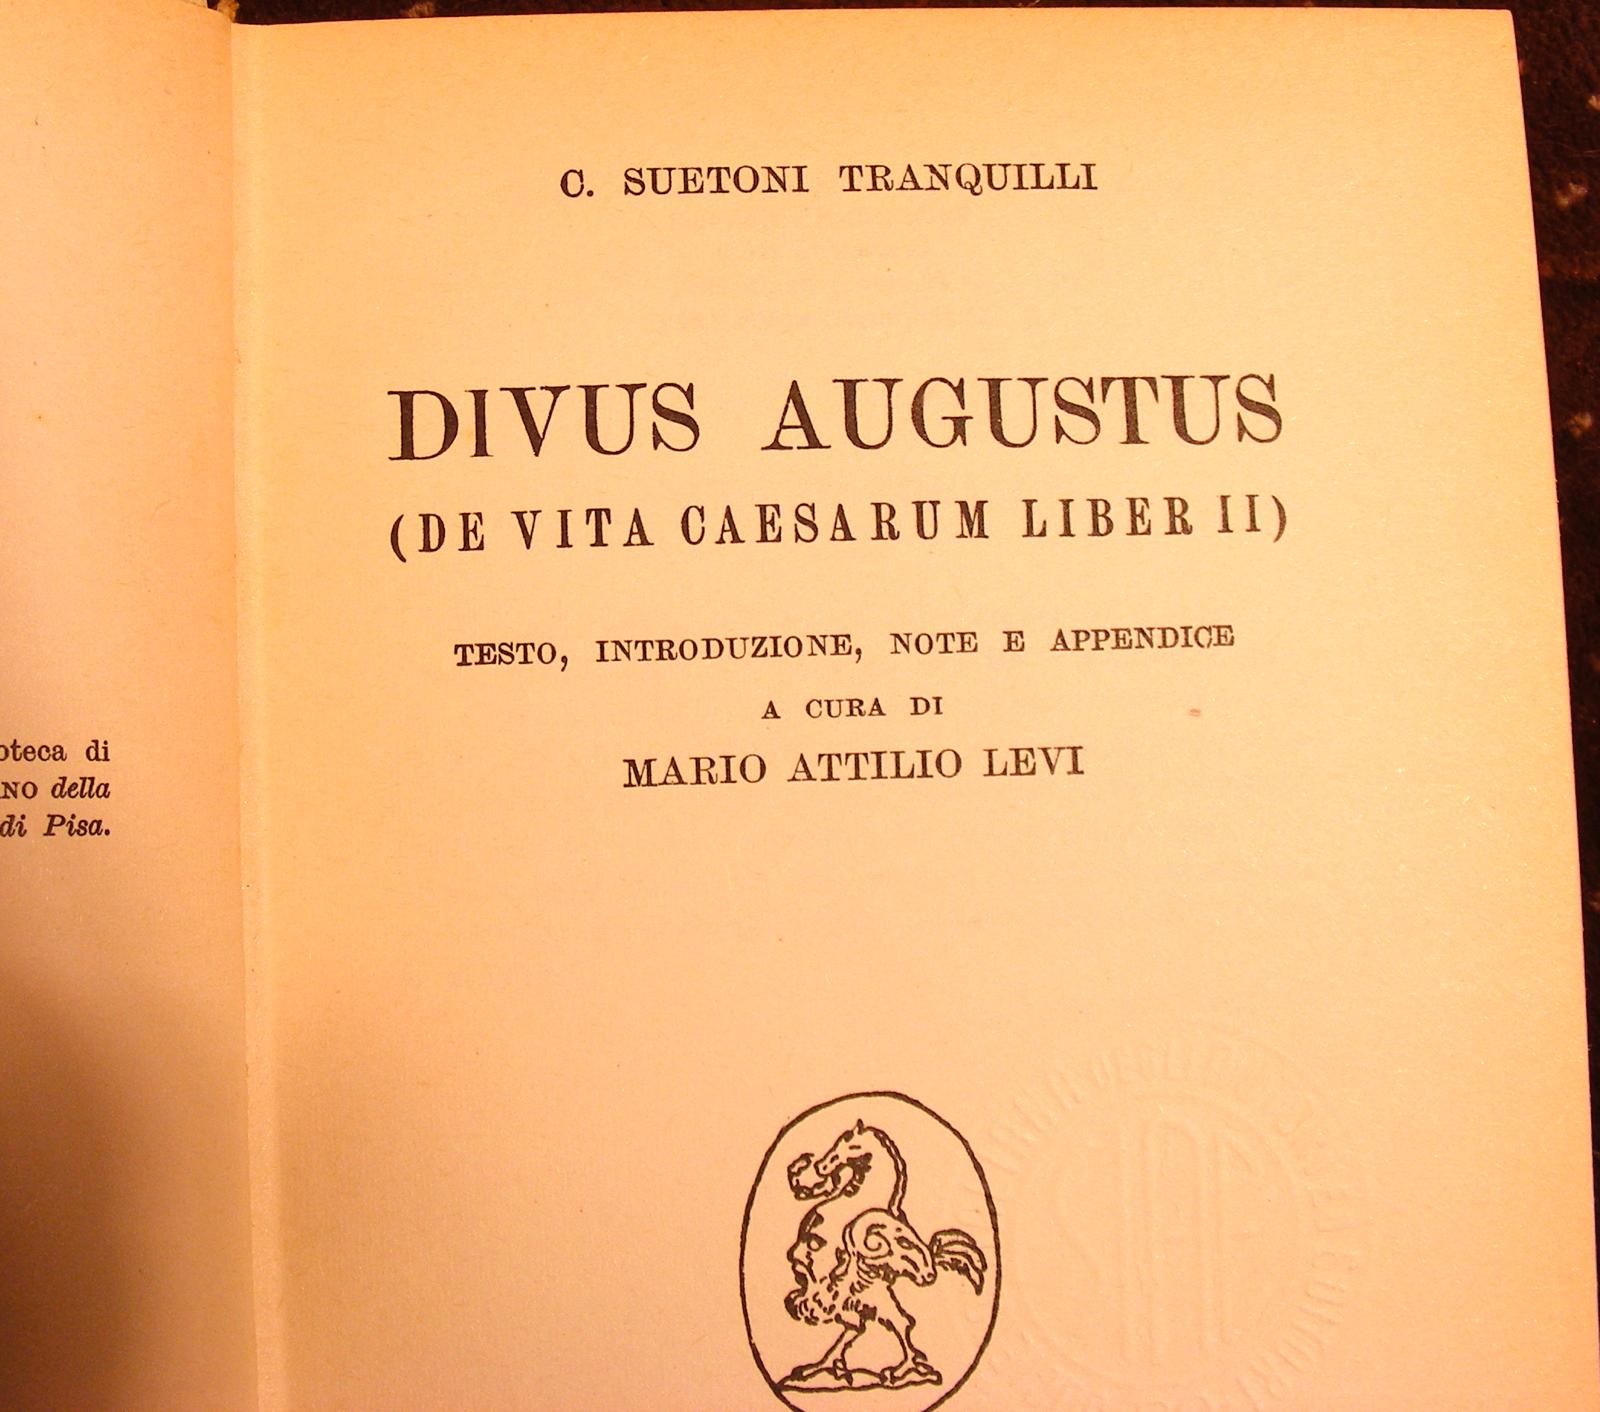 C. SUETONI TRANQUILLI
DIVUS AUGUSTUS
(DE VITA CAESARUM LIBER II)
TESTO, INTRODUZIONE, NOTE E APPENDICE
A CURA DI
MARIO ATTILIO LEVI
oteca di
NO della
di Pisa.